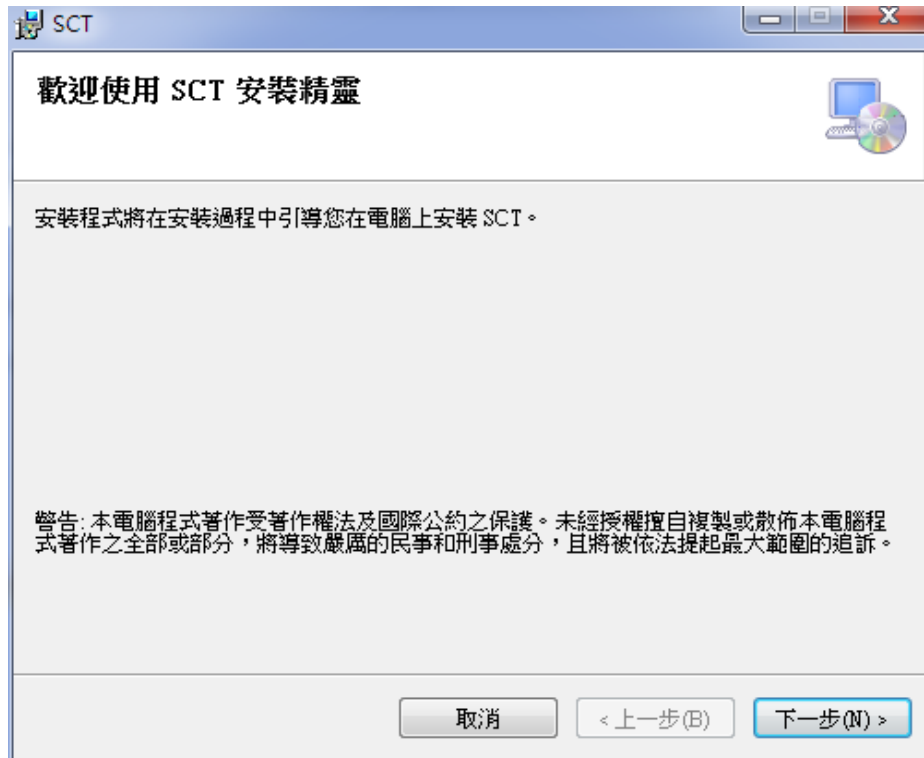 SCT
歡迎使用 SCT 安裝精靈
安裝程式將在安裝過程中引導您在電腦上安裝 SCT。
警告: 本電腦程式著作受著作權法及國際公約之保護。未經授權擅自複製或散佈本電腦程
式著作之全部或部分，將導致嚴厲的民事和刑事處分，且將被依法提起最大範圍的追訴。
取消 <上一步(B) 下一步(N) >